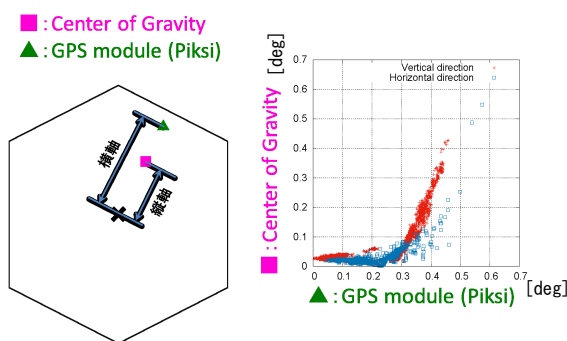 ■ : Center of Gravity
▲ : GPS module (Piksi)
横軸
縦軸
■ : Center of Gravity [deg]
Vertical direction
Horizontal direction
0.7
0.6
0.5
0.4
0.3
0.2
0.1
0
0 0.1 0.2 0.3 0.4 0.5 0.6 0.7
▲ : GPS module (Piksi) [deg]